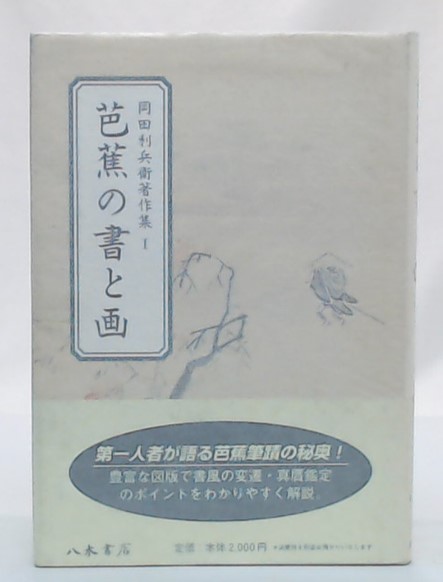 岡田利兵衛著作集 I
芭蕉の書と画
第一人者が語る芭蕉筆蹟の秘奥!
豊富な図版で書風の変遷・真贋鑑定
のポイントをわかりやすく解説。
八木書店
定価 本体2,000円